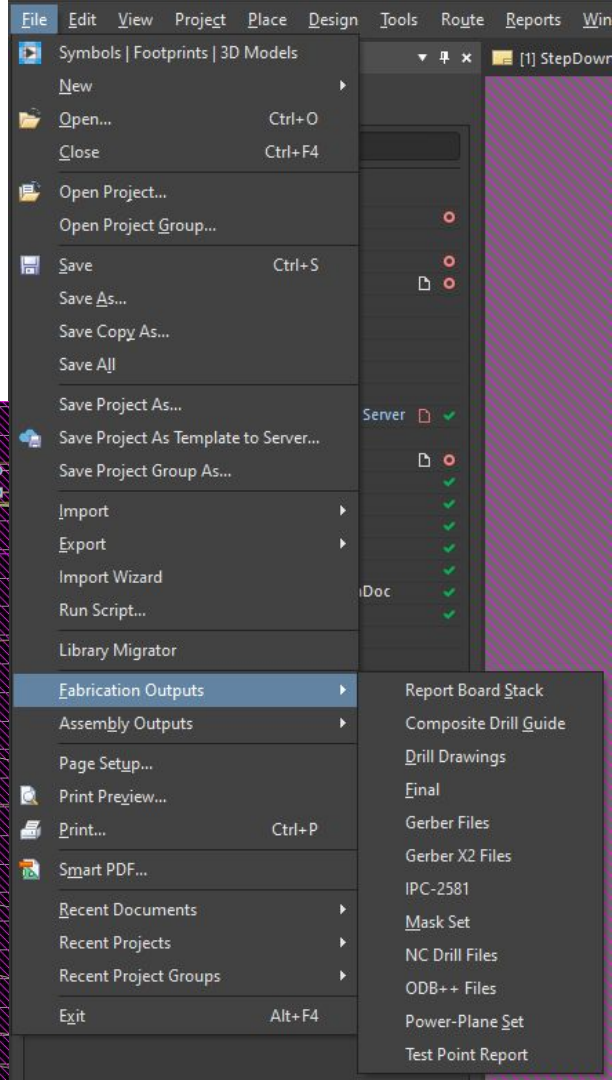 File Edit View Project Place Design Tools Route Reports Win
Symbols | Footprints | 3D Models
[1] StepDown
New
Open... Ctrl+O
Close Ctrl+F4
Open Project...
Open Project Group...
Save Ctrl+S
Save As...
Save Copy As...
Save All
Save Project As...
Server
Save Project As Template to Server...
Save Project Group As...
Import
Export
Import Wizard
Doc
Run Script...
Library Migrator
Fabrication Outputs
Assembly Outputs
Page Setup...
Print Preview...
Print... Ctrl+P
Smart PDF...
Recent Documents
Recent Projects
Recent Project Groups
Exit Alt+F4
Report Board Stack
Composite Drill Guide
Drill Drawings
Final
Gerber Files
Gerber X2 Files
IPC-2581
Mask Set
NC Drill Files
ODB++ Files
Power-Plane Set
Test Point Report